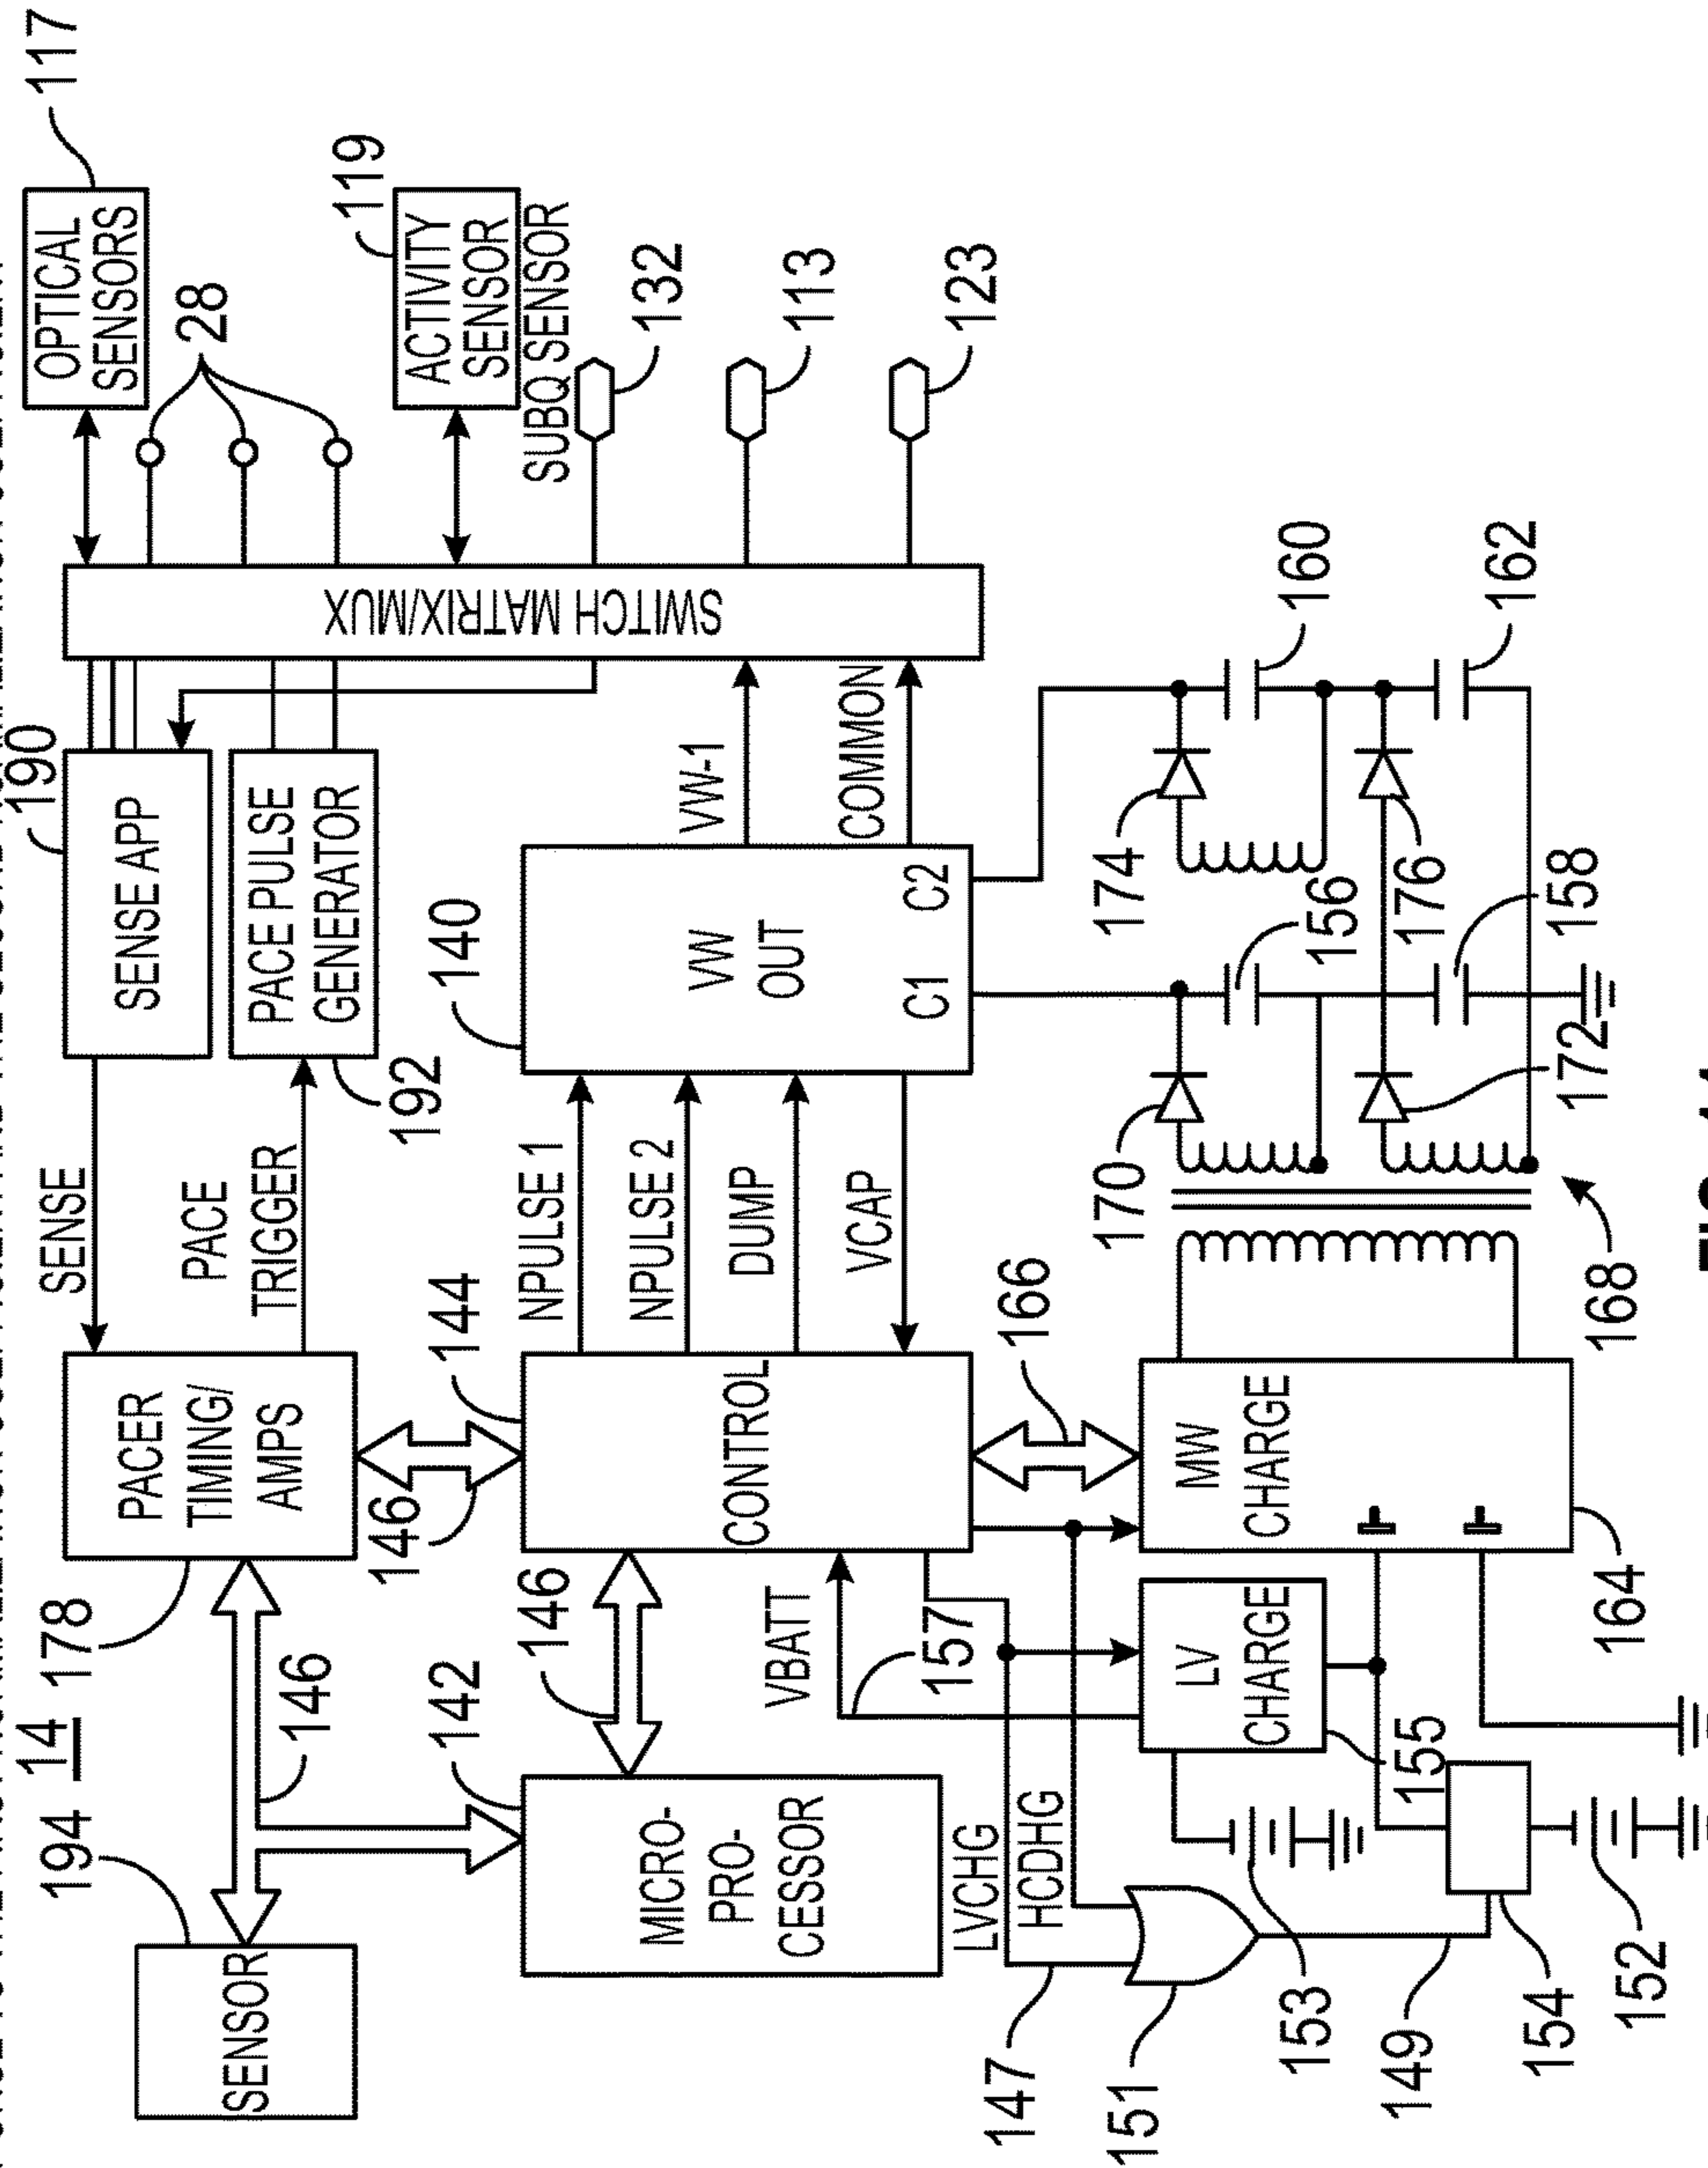 14
117
OPTICAL
SENSORS
28
119
ACTIVITY
SENSOR
SUBQ SENSOR
132
113
123
SWITCH MATRIX/MUX
190
SENSE APP
PACE PULSE
GENERATOR
192
SENSE
PACE
TRIGGER
178
PACER
TIMING/
AMPS
194
SENSOR
146
146
146
142
MICRO-
PRO-
CESSOR
144
CONTROL
NPULSE 1
NPULSE 2
DUMP
VCAP
140
VW
OUT
C1
C2
VW-1
COMMON
VBATT
157
LVCHG
HCDHG
147
151
149
153
154
152
LV
CHARGE
155
166
MW
CHARGE
164
168
170
172
174
176
156
158
160
162